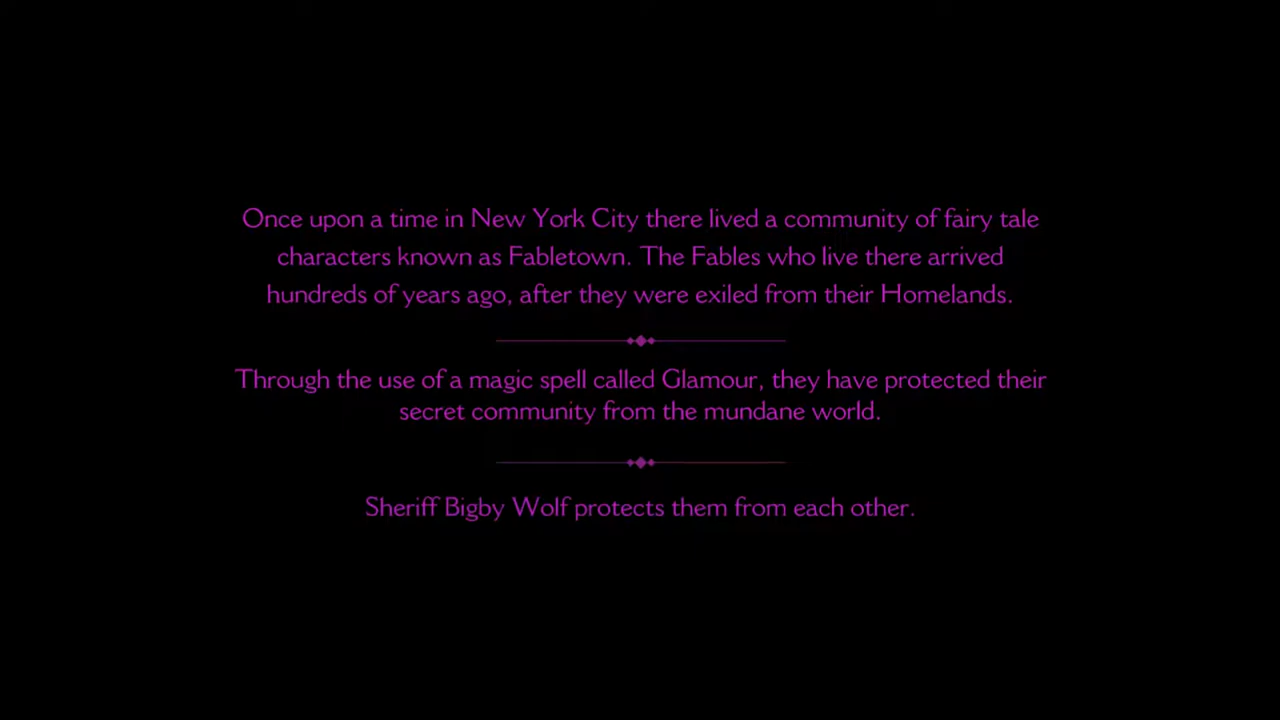 Once upon a time in New York City there lived a community of fairy tale
characters known as Fabletown. The Fables who live there arrived
hundreds of years ago, after they were exiled from their Homelands.
Through the use of a magic spell called Glamour, they have protected their
secret community from the mundane world.
Sheriff Bigby Wolf protects them from each other.